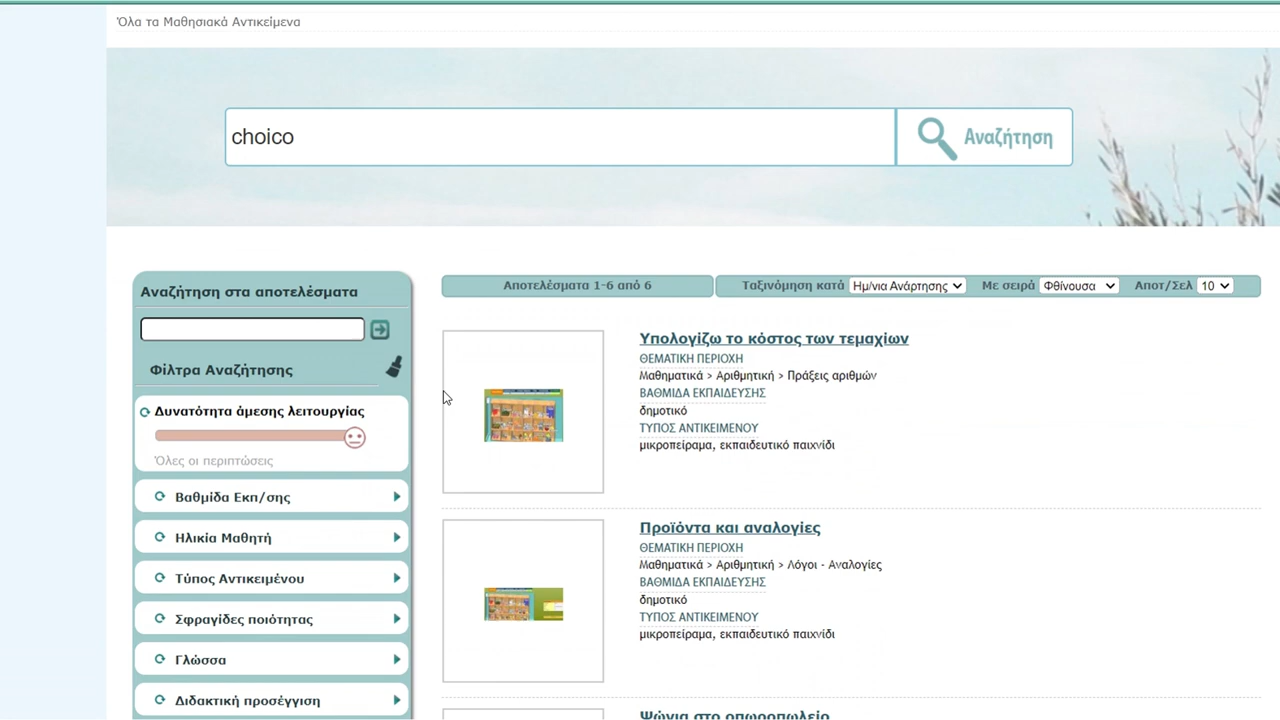 Όλα τα Μαθησιακά Αντικείμενα
choico
Αναζήτηση
Αναζήτηση στα αποτελέσματα
Φίλτρα Αναζήτησης
Δυνατότητα άμεσης λειτουργίας
Όλες οι περιπτώσεις
Βαθμίδα Εκπ/σης
Ηλικία Μαθητή
Τύπος Αντικειμένου
Σφραγίδες ποιότητας
Γλώσσα
Διδακτική προσέγγιση
Αποτελέσματα 1-6 από 6
Ταξινόμηση κατά Ημ/νια Ανάρτησης Με σειρά Φθίνουσα Αποτ/Σελ 10
Υπολογίζω το κόστος των τεμαχίων
ΘΕΜΑΤΙΚΗ ΠΕΡΙΟΧΗ
Μαθηματικά > Αριθμητική > Πράξεις αριθμών
ΒΑΘΜΙΔΑ ΕΚΠΑΙΔΕΥΣΗΣ
δημοτικό
ΤΥΠΟΣ ΑΝΤΙΚΕΙΜΕΝΟΥ
μικροπείραμα, εκπαιδευτικό παιχνίδι
Προϊόντα και αναλογίες
ΘΕΜΑΤΙΚΗ ΠΕΡΙΟΧΗ
Μαθηματικά > Αριθμητική > Λόγοι - Αναλογίες
ΒΑΘΜΙΔΑ ΕΚΠΑΙΔΕΥΣΗΣ
δημοτικό
ΤΥΠΟΣ ΑΝΤΙΚΕΙΜΕΝΟΥ
μικροπείραμα, εκπαιδευτικό παιχνίδι
Ψώνια στο οπωροπωλείο